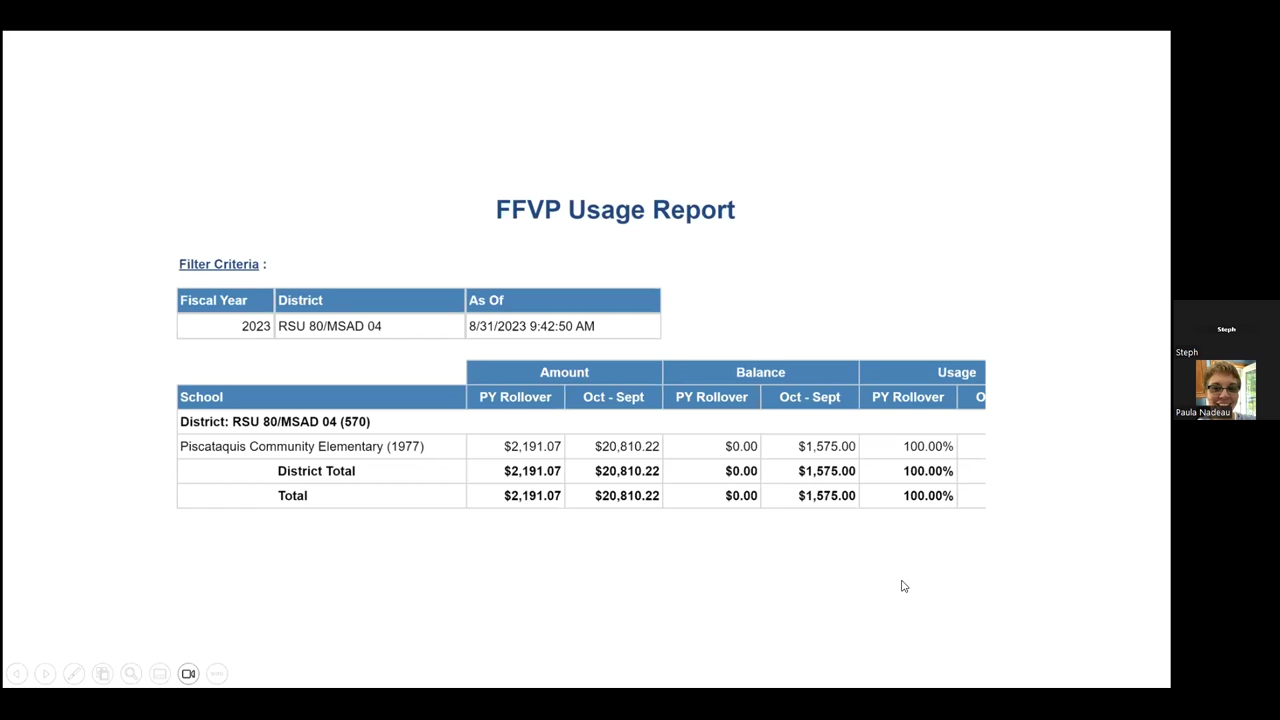 FFVP Usage Report
Filter Criteria :
Fiscal Year District As Of
2023 RSU 80/MSAD 04 8/31/2023 9:42:50 AM
Amount Balance Usage
School PY Rollover Oct - Sept PY Rollover Oct - Sept PY Rollover O
District: RSU 80/MSAD 04 (570)
Piscataquis Community Elementary (1977) $2,191.07 $20,810.22 $0.00 $1,575.00 100.00%
District Total $2,191.07 $20,810.22 $0.00 $1,575.00 100.00%
Total $2,191.07 $20,810.22 $0.00 $1,575.00 100.00%
Steph
Steph
Paula Nadeau